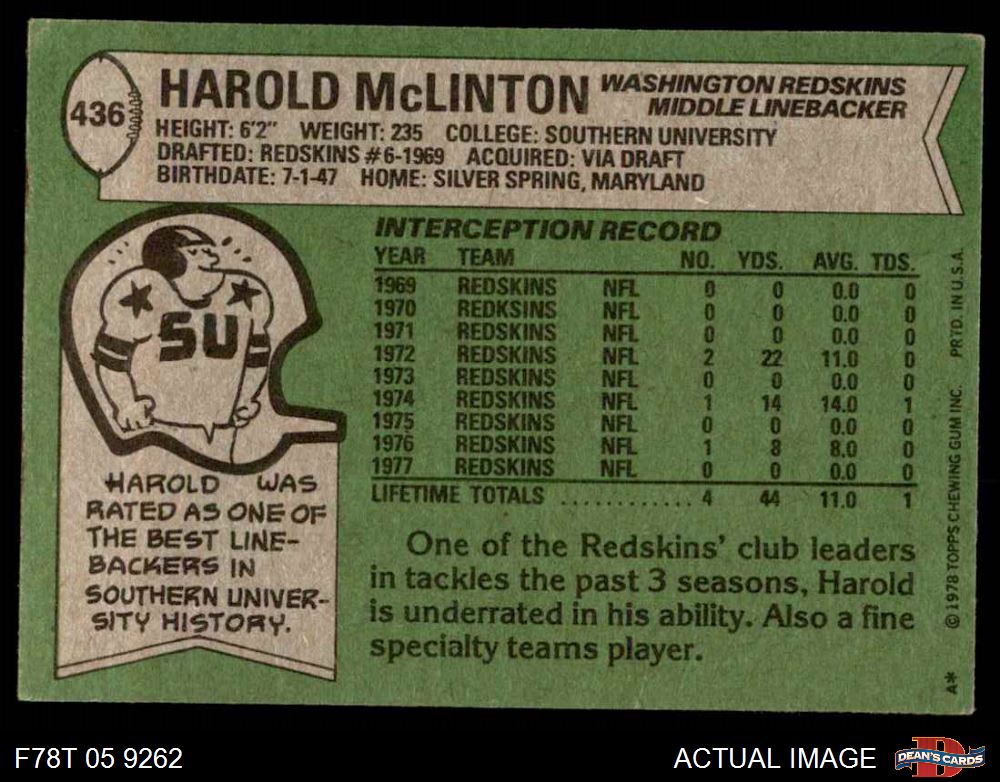 436
HAROLD McLINTON
WASHINGTON REDSKINS
MIDDLE LINEBACKER
HEIGHT: 6'2" WEIGHT: 235 COLLEGE: SOUTHERN UNIVERSITY
DRAFTED: REDSKINS #6-1969 ACQUIRED: VIA DRAFT
BIRTHDATE: 7-1-47 HOME: SILVER SPRING, MARYLAND
SU
HAROLD WAS
RATED AS ONE OF
THE BEST LINE-
BACKERS IN
SOUTHERN UNIVER-
SITY HISTORY.
INTERCEPTION RECORD
YEAR TEAM NO. YDS. AVG. TDS.
1969 REDSKINS NFL 0 0 0.0 0
1970 REDKSINS NFL 0 0 0.0 0
1971 REDSKINS NFL 0 0 0.0 0
1972 REDSKINS NFL 2 22 11.0 0
1973 REDSKINS NFL 0 0 0.0 0
1974 REDSKINS NFL 1 14 14.0 1
1975 REDSKINS NFL 0 0 0.0 0
1976 REDSKINS NFL 1 8 8.0 0
1977 REDSKINS NFL 0 0 0.0 0
LIFETIME TOTALS ............ 4 44 11.0 1
One of the Redskins' club leaders
in tackles the past 3 seasons, Harold
is underrated in his ability. Also a fine
specialty teams player.
A* © 1978 TOPPS CHEWING GUM INC. PRTD. IN U.S.A.
F78T 05 9262
ACTUAL IMAGE
D
DEAN'S CARDS